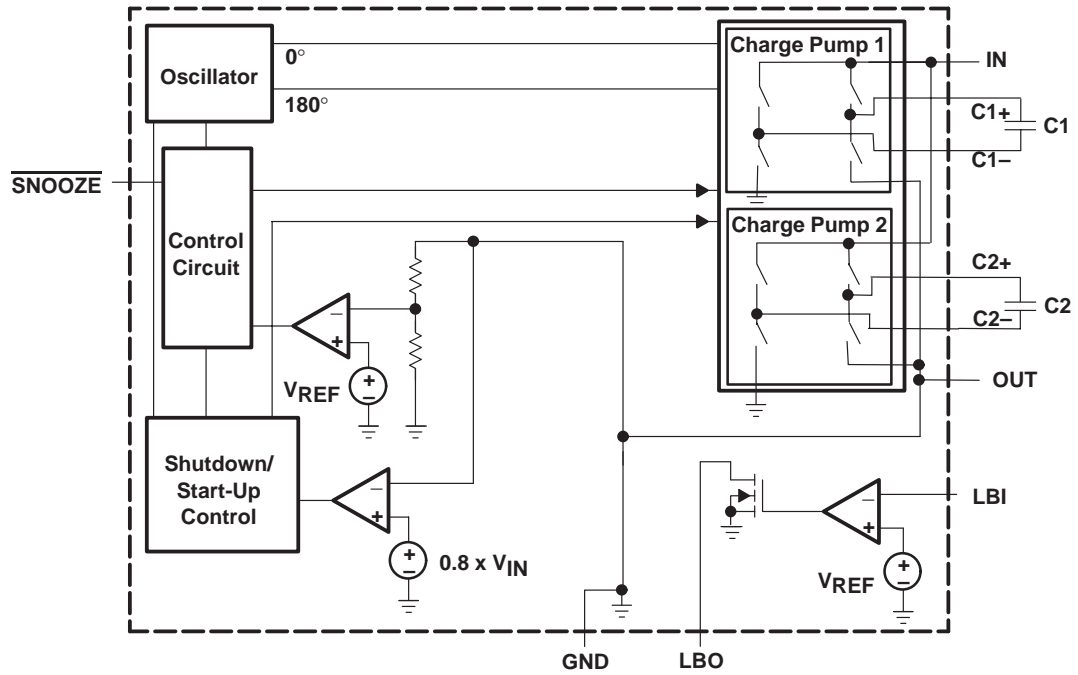 Oscillator
0°
180°
Charge Pump 1
IN
C1+
C1
C1−
SNOOZE
Control
Circuit
Charge Pump 2
C2+
C2
C2−
OUT
−
+
VREF
+
−
Shutdown/
Start-Up
Control
−
+
+
−
0.8 x VIN
LBI
−
+
VREF
+
−
GND
LBO